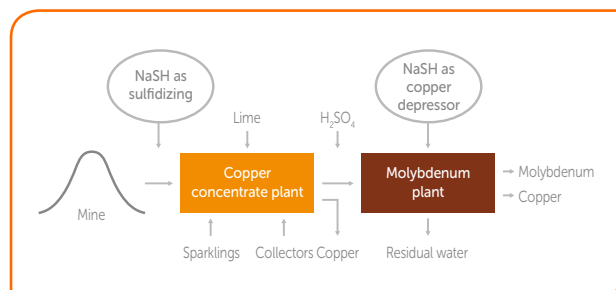 NaSH as
sulfidizing
NaSH as
copper
depressor
Lime
H₂SO₄
Copper
concentrate plant
Molybdenum
plant
Molybdenum
Copper
Mine
Sparklings
Collectors
Copper
Residual water